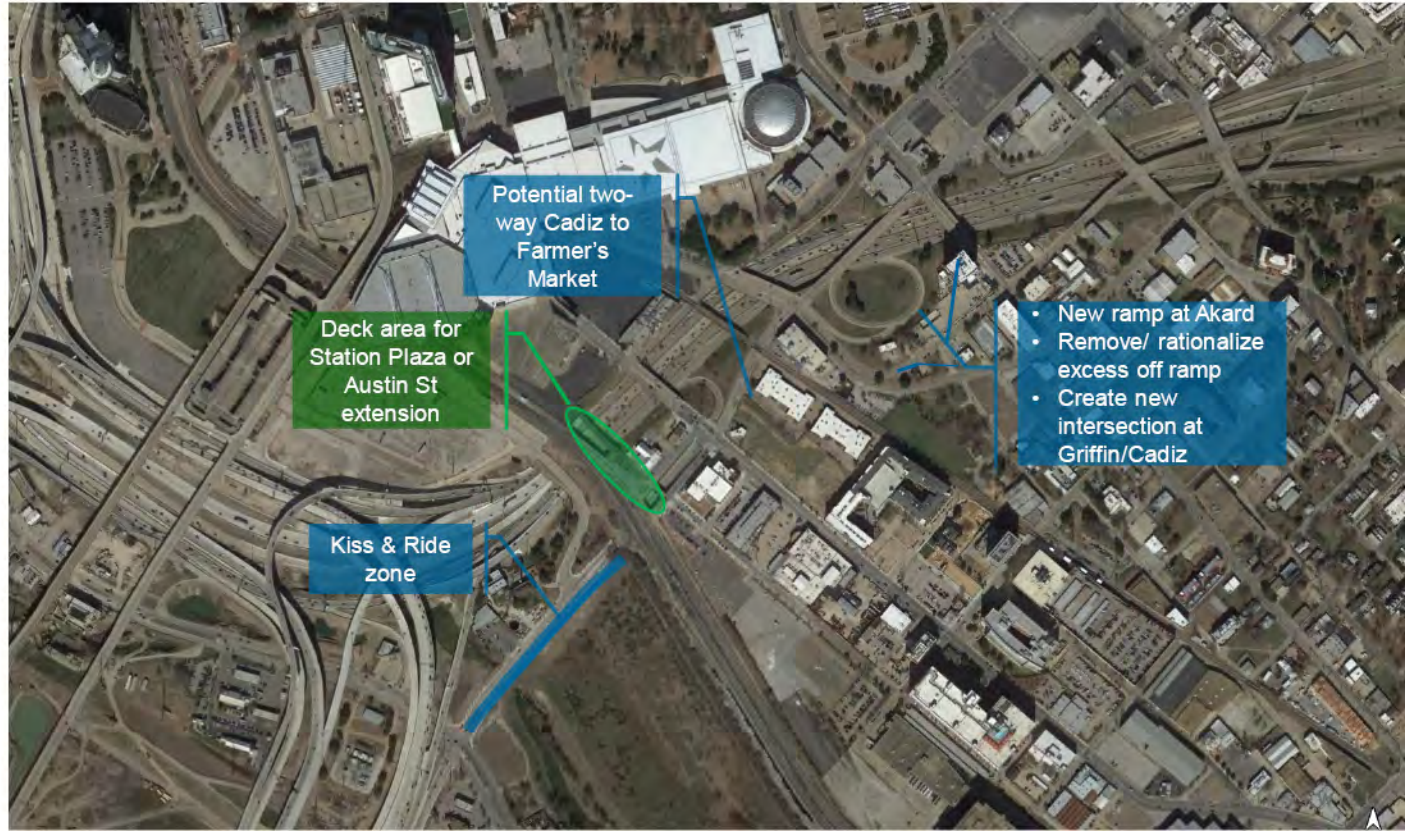 Potential two-
way Cadiz to
Farmer's
Market
Deck area for
Station Plaza or
Austin St
extension
• New ramp at Akard
• Remove/ rationalize
excess off ramp
• Create new
intersection at
Griffin/Cadiz
Kiss & Ride
zone